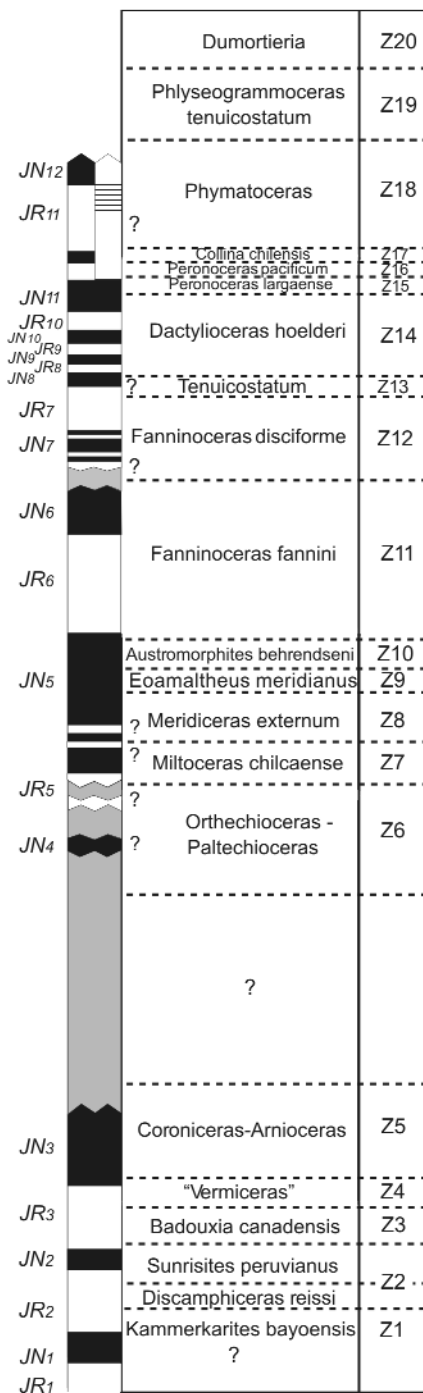 Dumortieria Z20
Phlyseogrammoceras
tenuicostatum Z19
JN12
Phymatoceras Z18
JR11
?
Collina chilensis Z17
Peronoceras pacificum Z16
Peronoceras largaense Z15
JN11
JR10
Dactylioceras hoelderi Z14
JN10
JR9
JN9
JR8
JN8
? Tenuicostatum Z13
JR7
Fanninoceras disciforme Z12
JN7
?
JN6
Fanninoceras fannini Z11
JR6
Austromorphites behrendseni Z10
JN5
Eoamaltheus meridianus Z9
? Meridiceras externum Z8
?
Miltoceras chilcaense Z7
JR5
?
Orthechioceras -
Paltechioceras Z6
JN4
?
?
Coroniceras-Arnioceras Z5
JN3
“Vermiceras” Z4
JR3
Badouxia canadensis Z3
JN2
Sunrisites peruvianus
Z2
Discamphiceras reissi
JR2
Kammerkarites bayoensis Z1
?
JN1
JR1